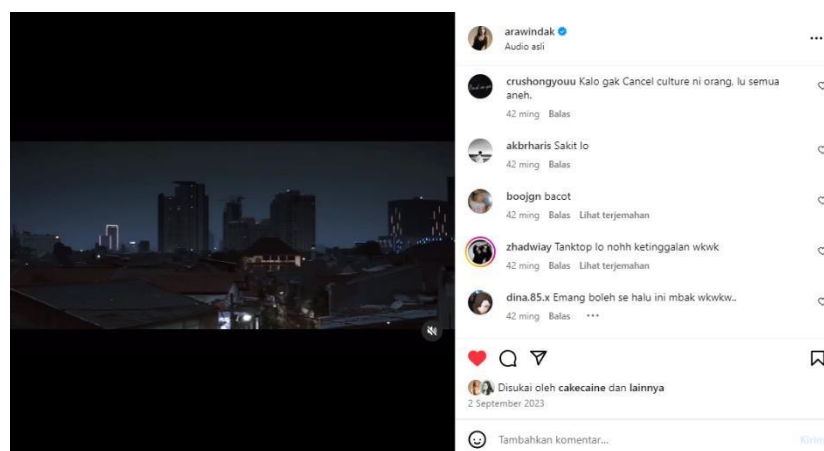 arawindak
Audio asli
crushongyouu Kalo gak Cancel culture ni orang. lu semua
aneh.
42 ming Balas
akbrharis Sakit lo
42 ming Balas
boojgn bacot
42 ming Balas Lihat terjemahan
zhadwiay Tanktop lo nohh ketinggalan wkwk
42 ming Balas Lihat terjemahan
dina.85.x Emang boleh se halu ini mbak wkwkw..
42 ming Balas
Disukai oleh cakecaine dan lainnya
2 September 2023
Tambahkan komentar...
Kirim